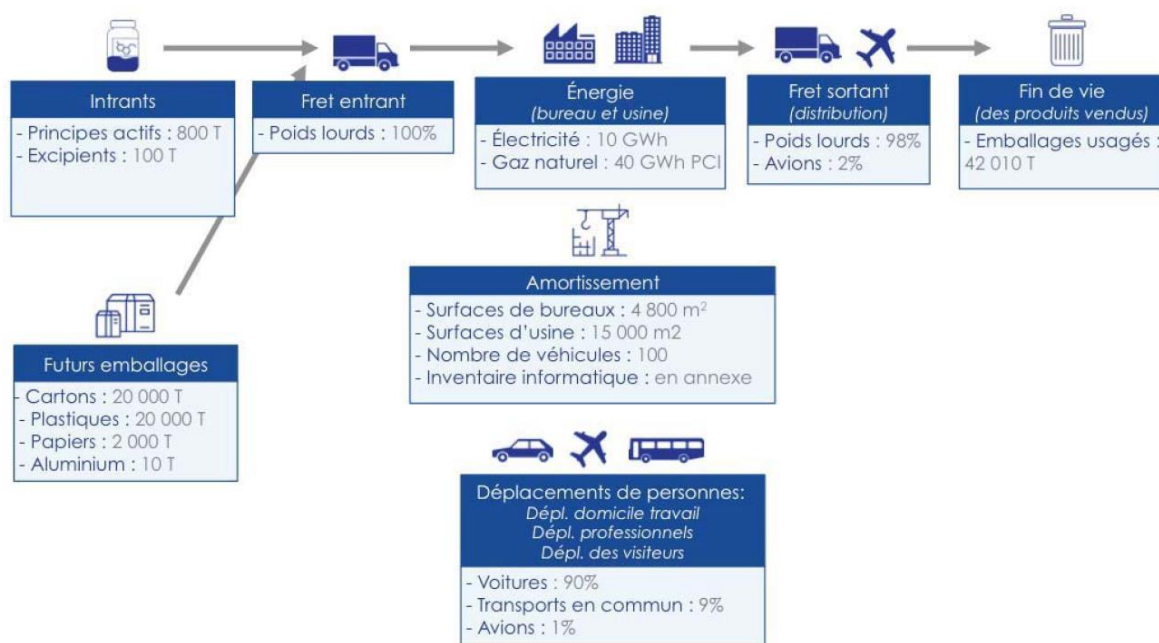 Intrants
- Principes actifs : 800 T
- Excipients : 100 T
Fret entrant
- Poids lourds : 100%
Énergie
(bureau et usine)
- Électricité : 10 GWh
- Gaz naturel : 40 GWh PCI
Fret sortant
(distribution)
- Poids lourds : 98%
- Avions : 2%
Fin de vie
(des produits vendus)
- Emballages usagés :
42 010 T
Amortissement
- Surfaces de bureaux : 4 800 m²
- Surfaces d'usine : 15 000 m2
- Nombre de véhicules : 100
- Inventaire informatique : en annexe
Futurs emballages
- Cartons : 20 000 T
- Plastiques : 20 000 T
- Papiers : 2 000 T
- Aluminium : 10 T
Déplacements de personnes:
Dépl. domicile travail
Dépl. professionnels
Dépl. des visiteurs
- Voitures : 90%
- Transports en commun : 9%
- Avions : 1%